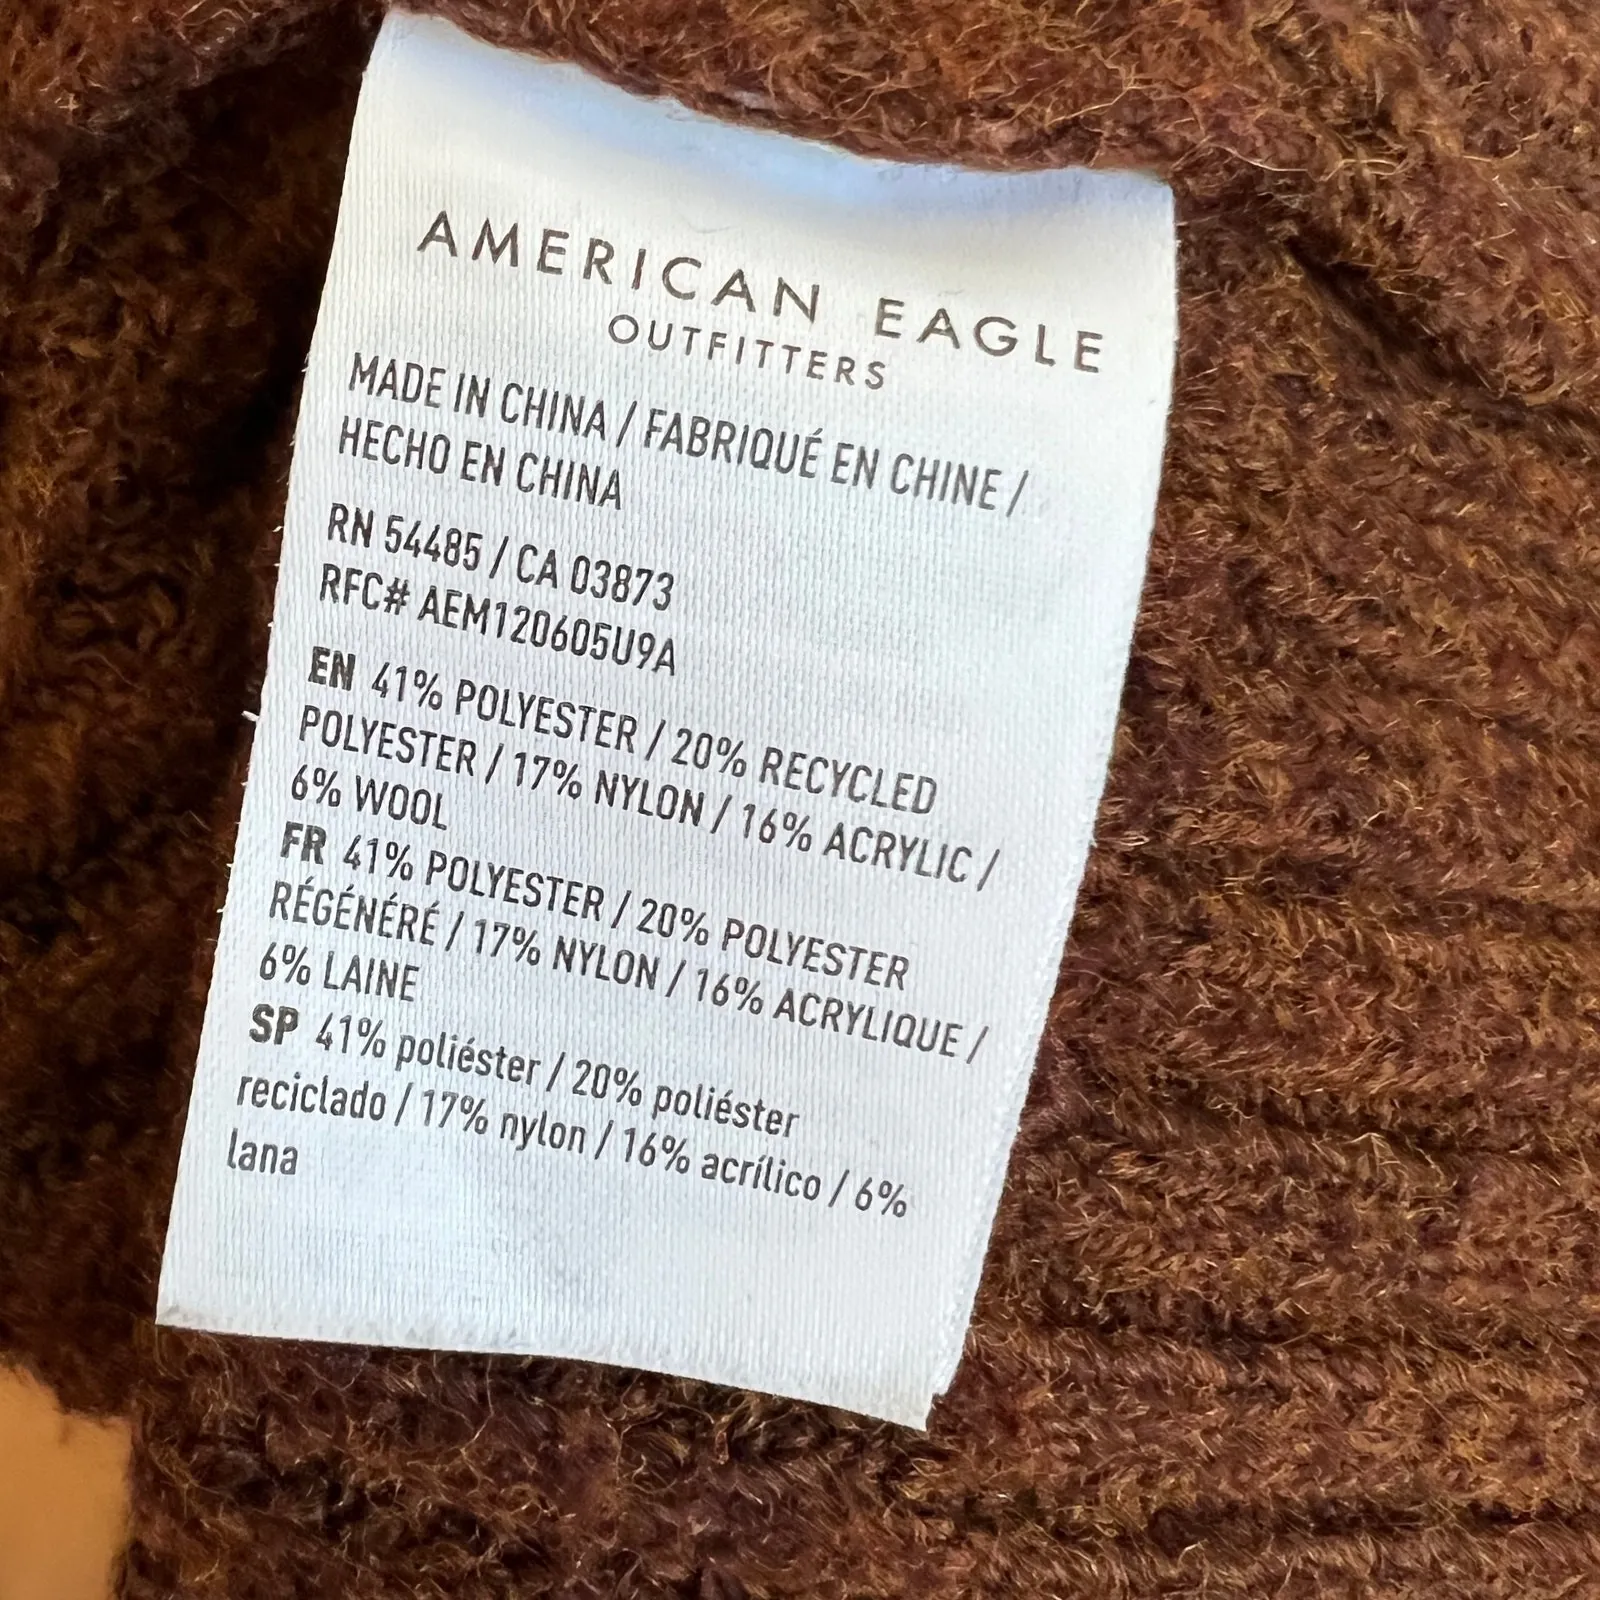 AMERICAN EAGLE
OUTFITTERS
MADE IN CHINA / FABRIQUÉ EN CHINE /
HECHO EN CHINA
RN 54485 / CA 03873
RFC# AEM120605U9A
EN 41% POLYESTER / 20% RECYCLED
POLYESTER / 17% NYLON / 16% ACRYLIC /
6% WOOL
FR 41% POLYESTER / 20% POLYESTER
RÉGÉNÉRÉ / 17% NYLON / 16% ACRYLIQUE /
6% LAINE
SP 41% poliéster / 20% poliéster
reciclado / 17% nylon / 16% acrílico / 6%
lana